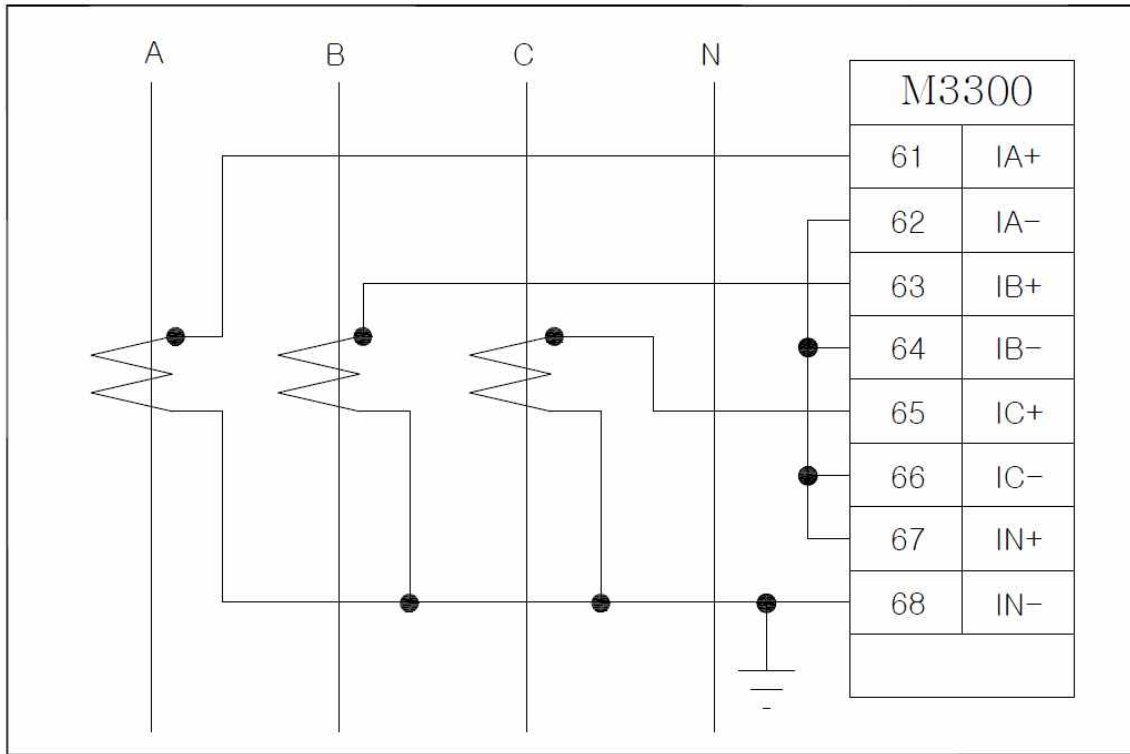 A B C N
M3300
61 IA+
62 IA-
63 IB+
64 IB-
65 IC+
66 IC-
67 IN+
68 IN-